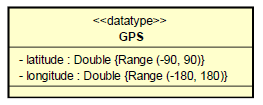 <<datatype>>
GPS
- latitude : Double {Range (-90, 90)}
- longitude : Double {Range (-180, 180)}